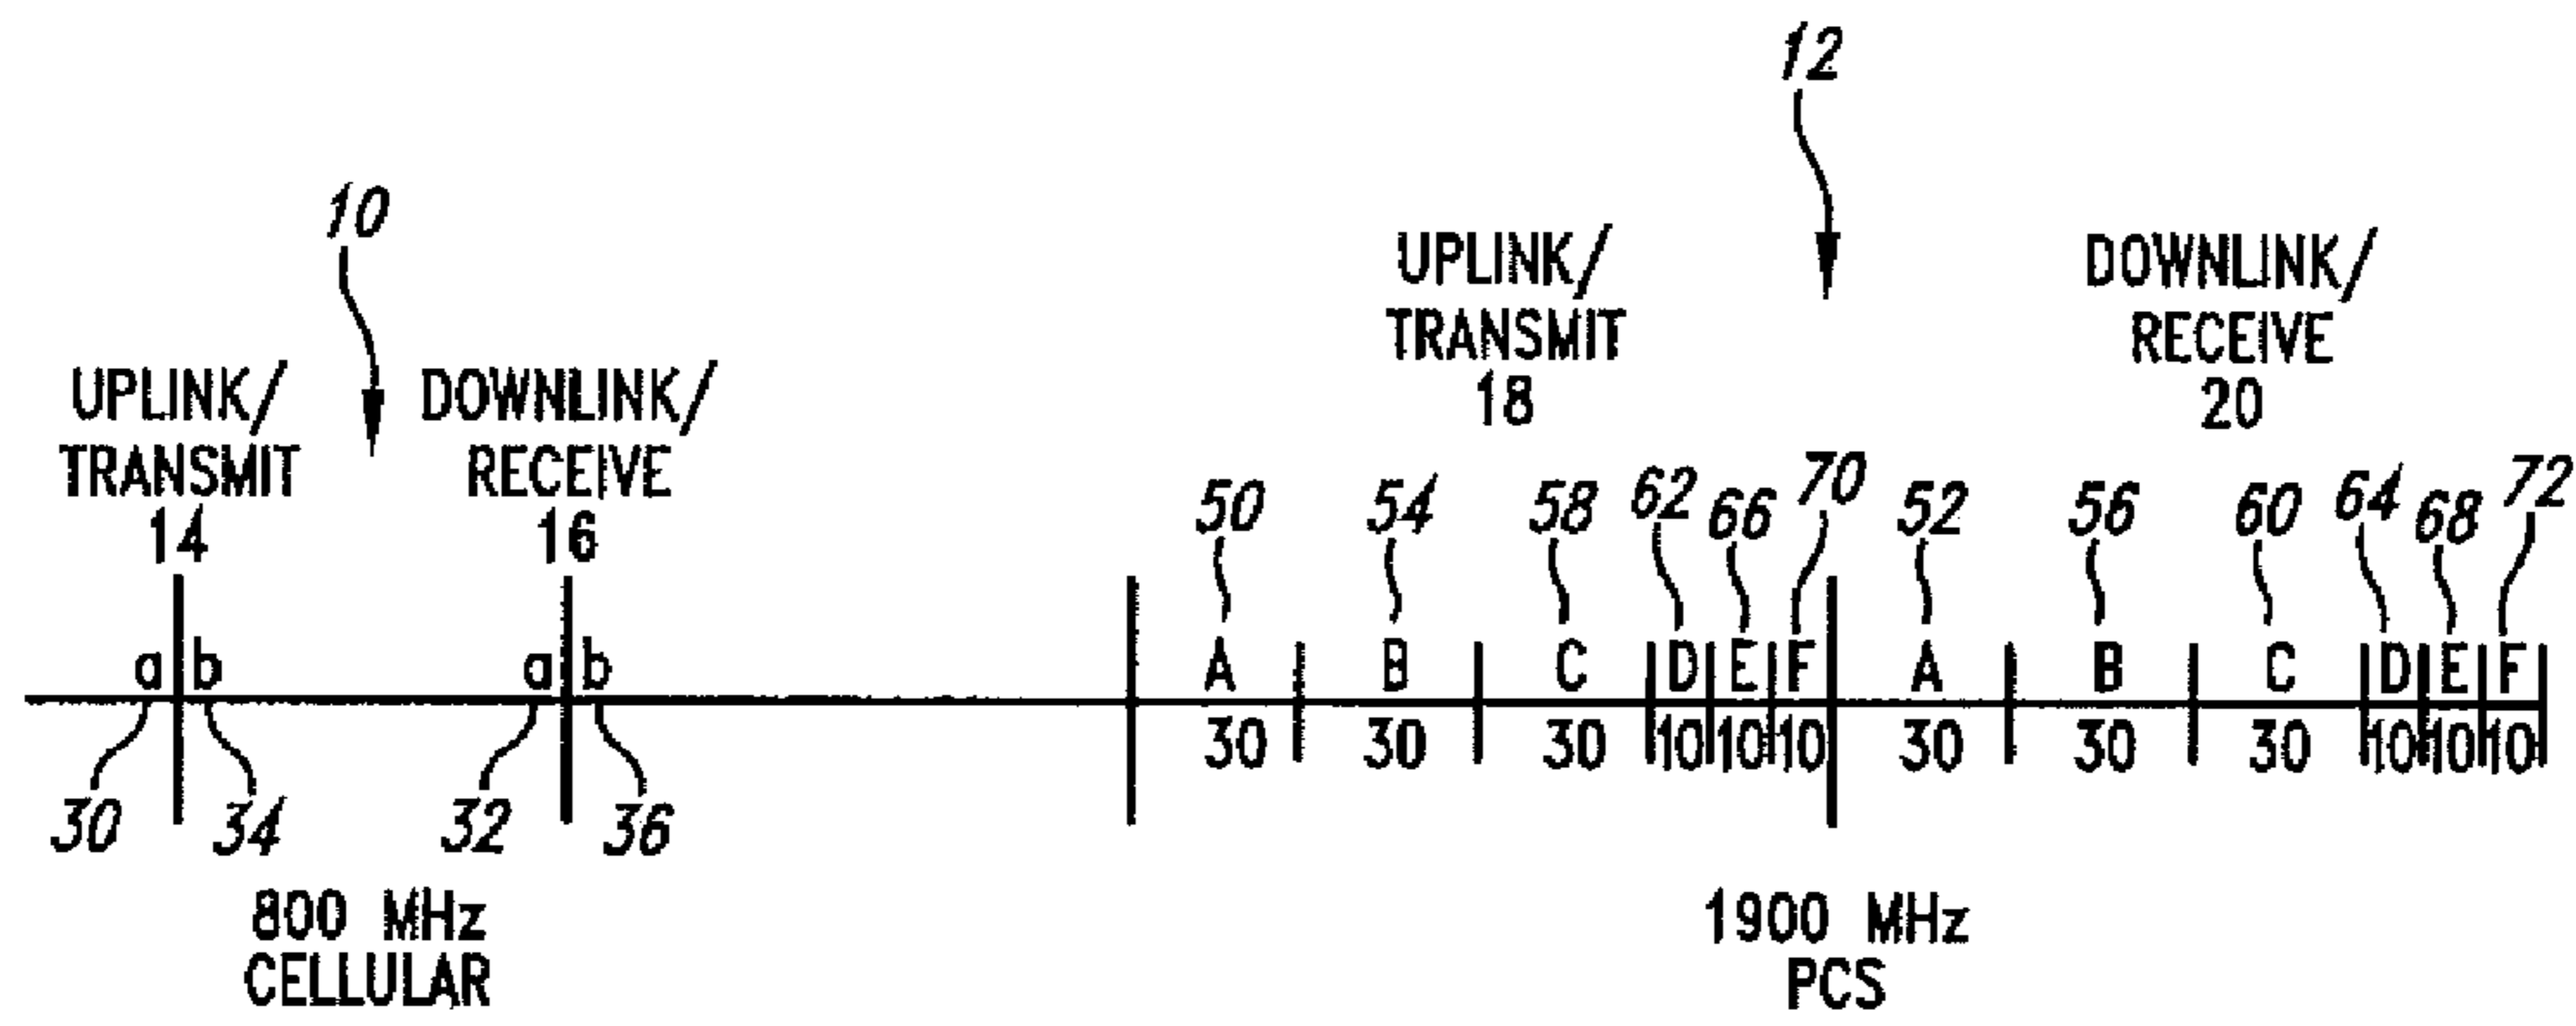 12
10
UPLINK/
TRANSMIT
18
DOWNLINK/
RECEIVE
20
UPLINK/
TRANSMIT
14
DOWNLINK/
RECEIVE
16
50 54 58 62 66 70 52 56 60 64 68 72
a b a b A B C D E F A B C D E F
30 30 30 10 10 10 30 30 30 10 10 10
30 34 32 36
800 MHz
CELLULAR
1900 MHz
PCS